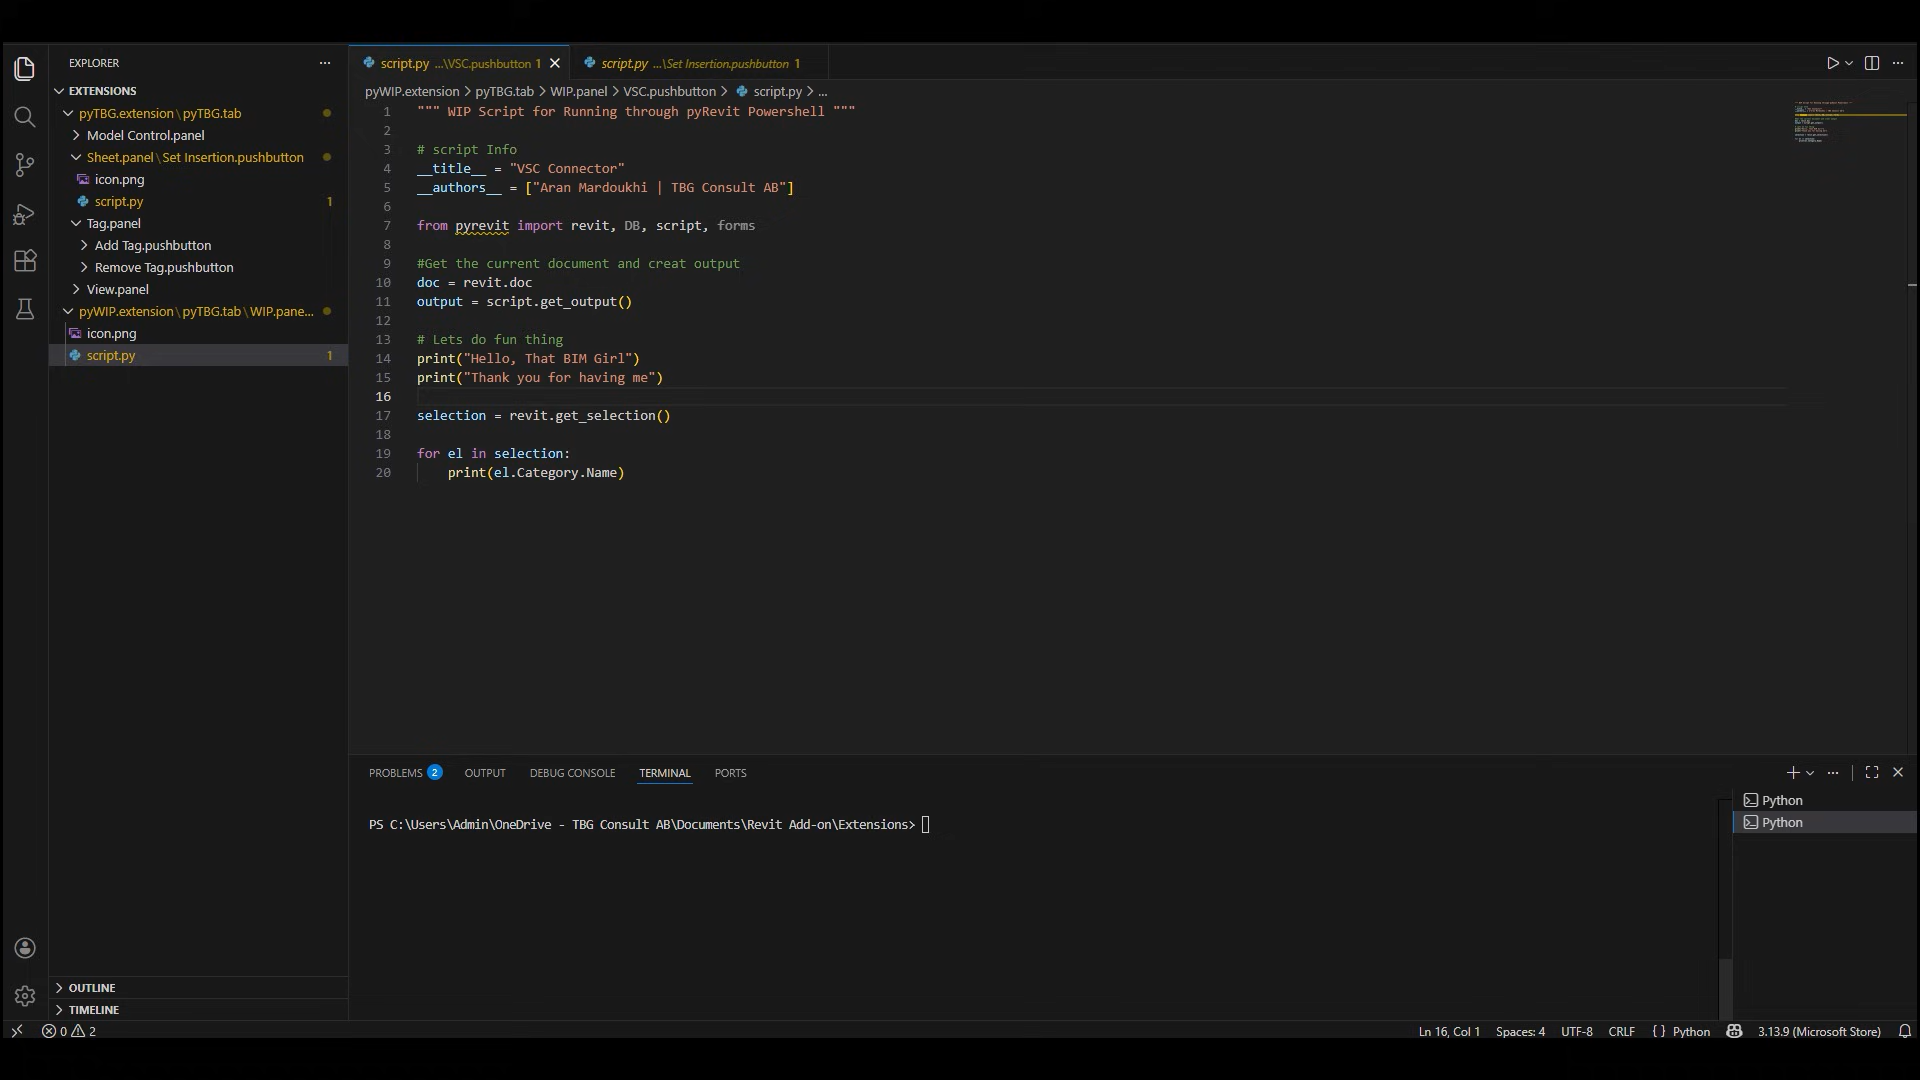 EXPLORER
EXTENSIONS
pyTBG.extension\pyTBG.tab
Model Control.panel
Sheet.panel\Set Insertion.pushbutton
icon.png
script.py 1
Tag.panel
Add Tag.pushbutton
Remove Tag.pushbutton
View.panel
pyWIP.extension\pyTBG.tab\WIP.pane...
icon.png
script.py 1
OUTLINE
TIMELINE
script.py ...\VSC.pushbutton 1
script.py ...\Set Insertion.pushbutton 1
pyWIP.extension > pyTBG.tab > WIP.panel > VSC.pushbutton > script.py > ...
1 """ WIP Script for Running through pyRevit Powershell """
2
3 # script Info
4 __title__ = "VSC Connector"
5 __authors__ = ["Aran Mardoukhi | TBG Consult AB"]
6
7 from pyrevit import revit, DB, script, forms
8
9 #Get the current document and creat output
10 doc = revit.doc
11 output = script.get_output()
12
13 # Lets do fun thing
14 print("Hello, That BIM Girl")
15 print("Thank you for having me")
16
17 selection = revit.get_selection()
18
19 for el in selection:
20 print(el.Category.Name)
PROBLEMS 2 OUTPUT DEBUG CONSOLE TERMINAL PORTS
PS C:\Users\Admin\OneDrive - TBG Consult AB\Documents\Revit Add-on\Extensions>
Python
Python
0 2
Ln 16, Col 1 Spaces: 4 UTF-8 CRLF { } Python 3.13.9 (Microsoft Store)